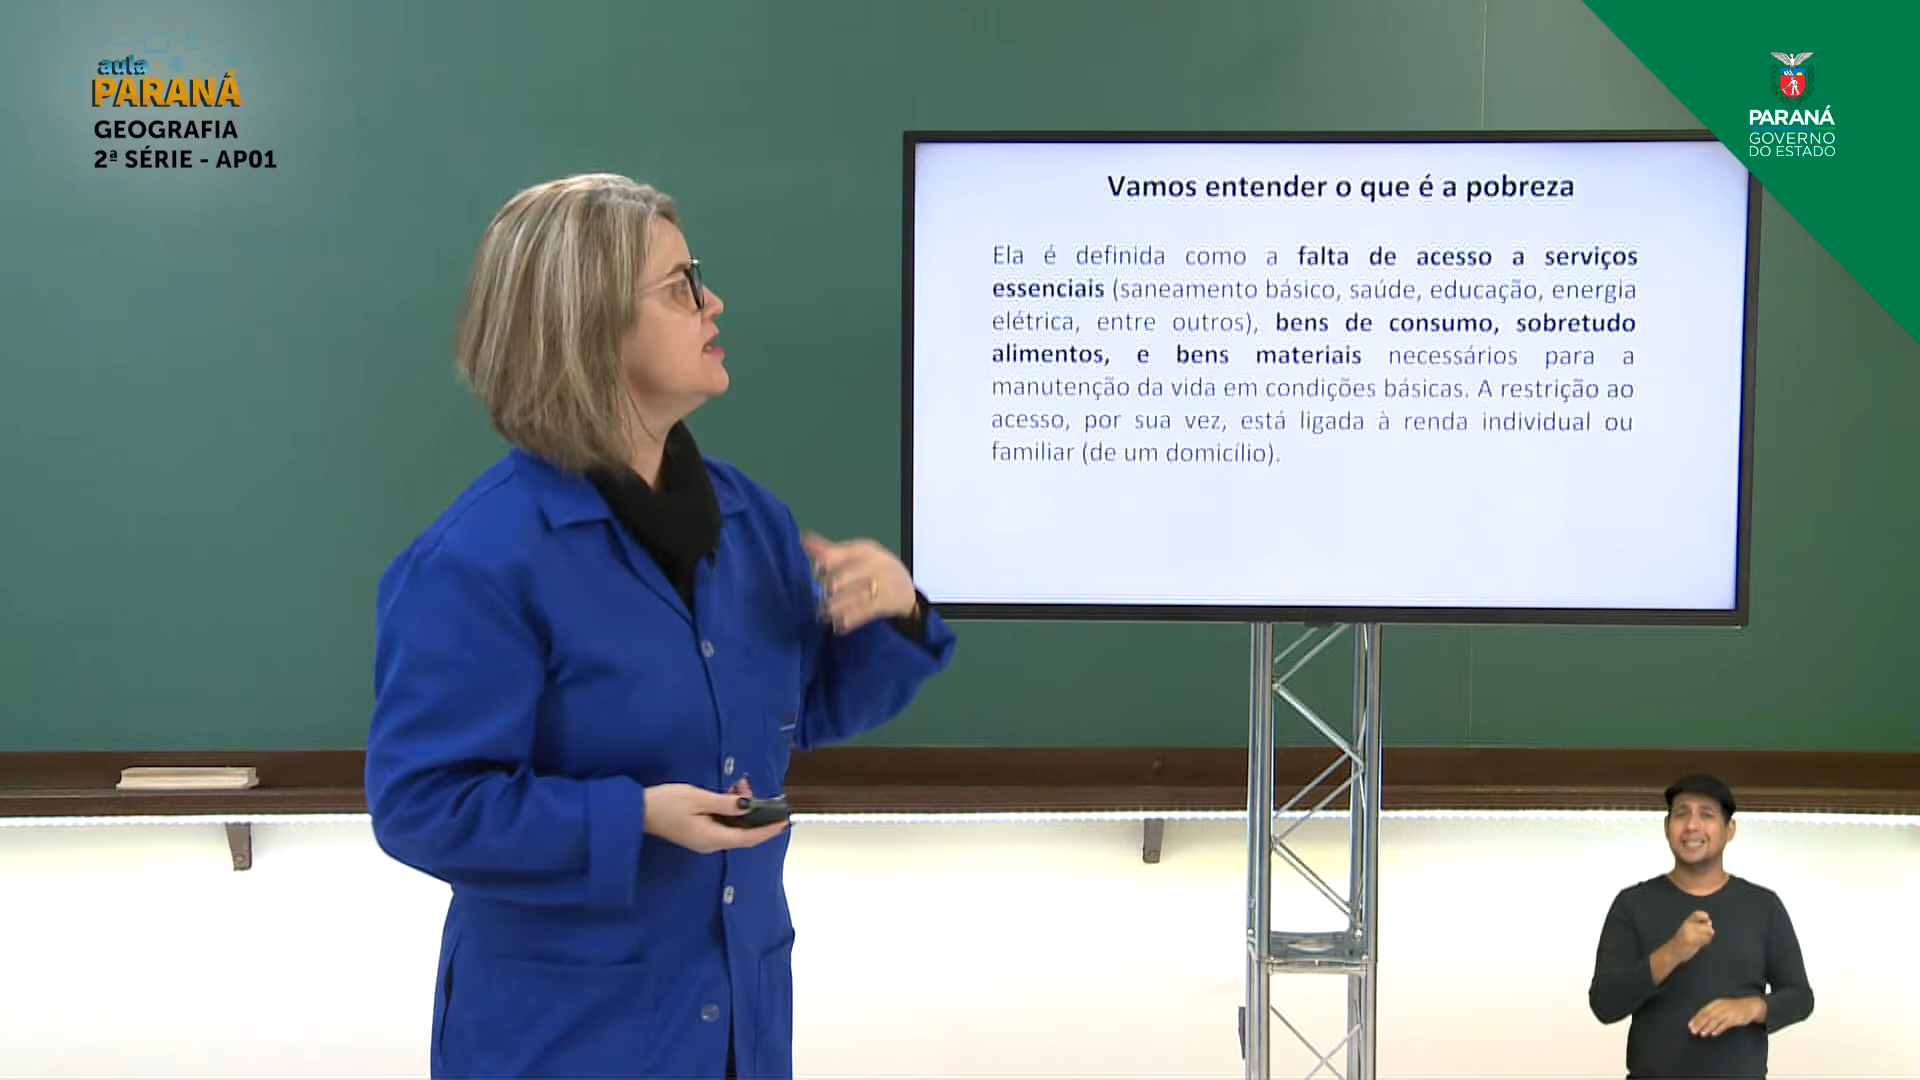 aula
PARANÁ
GEOGRAFIA
2ª SÉRIE - AP01
PARANÁ
GOVERNO
DO ESTADO
Vamos entender o que é a pobreza
Ela é definida como a falta de acesso a serviços
essenciais (saneamento básico, saúde, educação, energia
elétrica, entre outros), bens de consumo, sobretudo
alimentos, e bens materiais necessários para a
manutenção da vida em condições básicas. A restrição ao
acesso, por sua vez, está ligada à renda individual ou
familiar (de um domicílio).